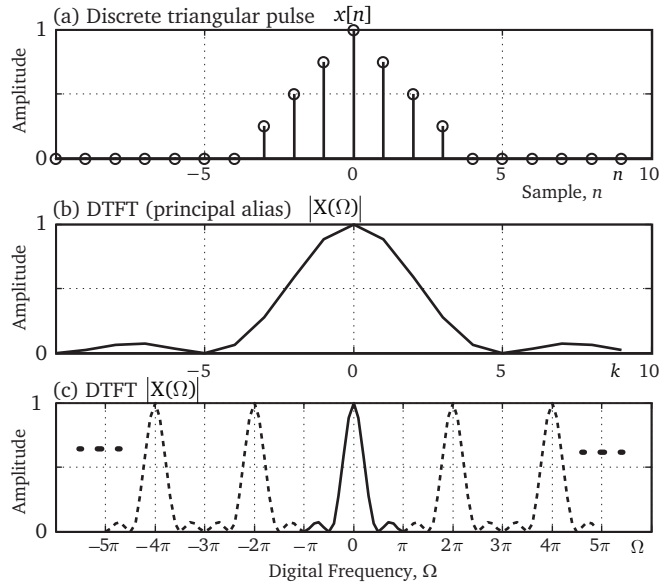 (a) Discrete triangular pulse x[n]
1
Amplitude
0
−5 0 5 n 10
Sample, n
(b) DTFT (principal alias) |X(Ω)|
1
Amplitude
0
−5 0 5 k 10
(c) DTFT |X(Ω)|
1
Amplitude
0
−5π −4π −3π −2π −π 0 π 2π 3π 4π 5π Ω
Digital Frequency, Ω